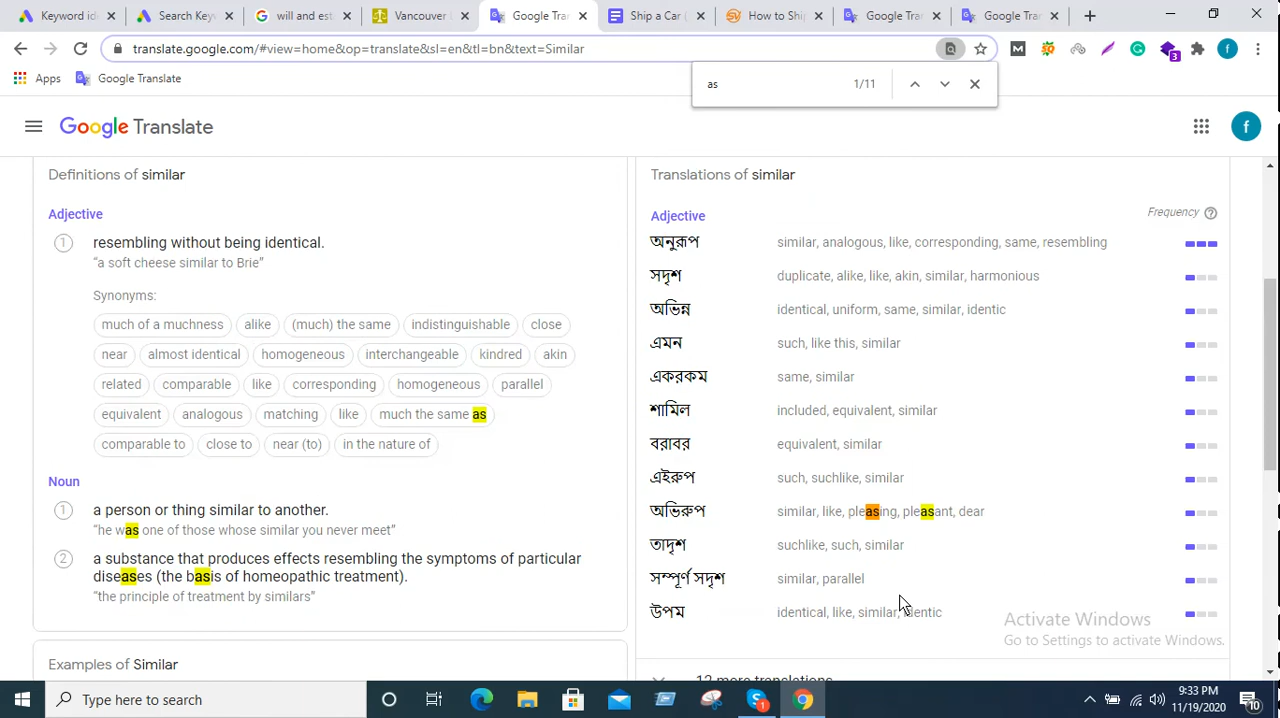 Keyword ide
Search Key
will and est
Vancouver
Google Tran
Ship a Car (
How to Shi
Google Tran
Google Tran
translate.google.com/#view=home&op=translate&sl=en&tl=bn&text=Similar
Apps
Google Translate
as
1/11
Google Translate
f
Definitions of similar
Adjective
1
resembling without being identical.
“a soft cheese similar to Brie”
Synonyms:
much of a muchness alike (much) the same indistinguishable close
near almost identical homogeneous interchangeable kindred akin
related comparable like corresponding homogeneous parallel
equivalent analogous matching like much the same as
comparable to close to near (to) in the nature of
Noun
1
a person or thing similar to another.
“he was one of those whose similar you never meet”
2
a substance that produces effects resembling the symptoms of particular
diseases (the basis of homeopathic treatment).
“the principle of treatment by similars”
Examples of Similar
Translations of similar
Adjective
Frequency
অনুরূপ similar, analogous, like, corresponding, same, resembling
সদৃশ duplicate, alike, like, akin, similar, harmonious
অভিন্ন identical, uniform, same, similar, identic
এমন such, like this, similar
একরকম same, similar
শামিল included, equivalent, similar
বরাবর equivalent, similar
এইরুপ such, suchlike, similar
অভিরুপ similar, like, pleasing, pleasant, dear
তাদৃশ suchlike, such, similar
সম্পূর্ণ সদৃশ similar, parallel
উপম identical, like, similar, identic
12 more translations
Activate Windows
Go to Settings to activate Windows.
Type here to search
9:33 PM
11/19/2020